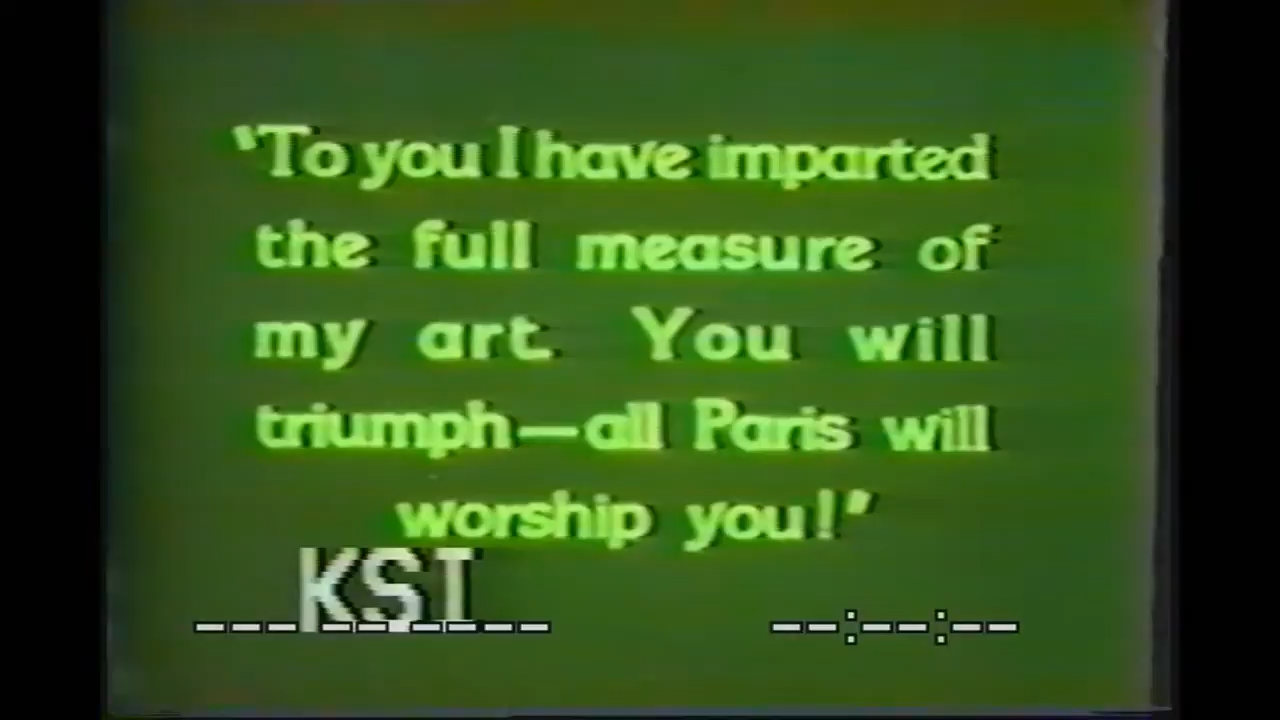 "To you I have imparted
the full measure of
my art. You will
triumph—all Paris will
worship you!"
KSI
--- -- -- -- --:--:--